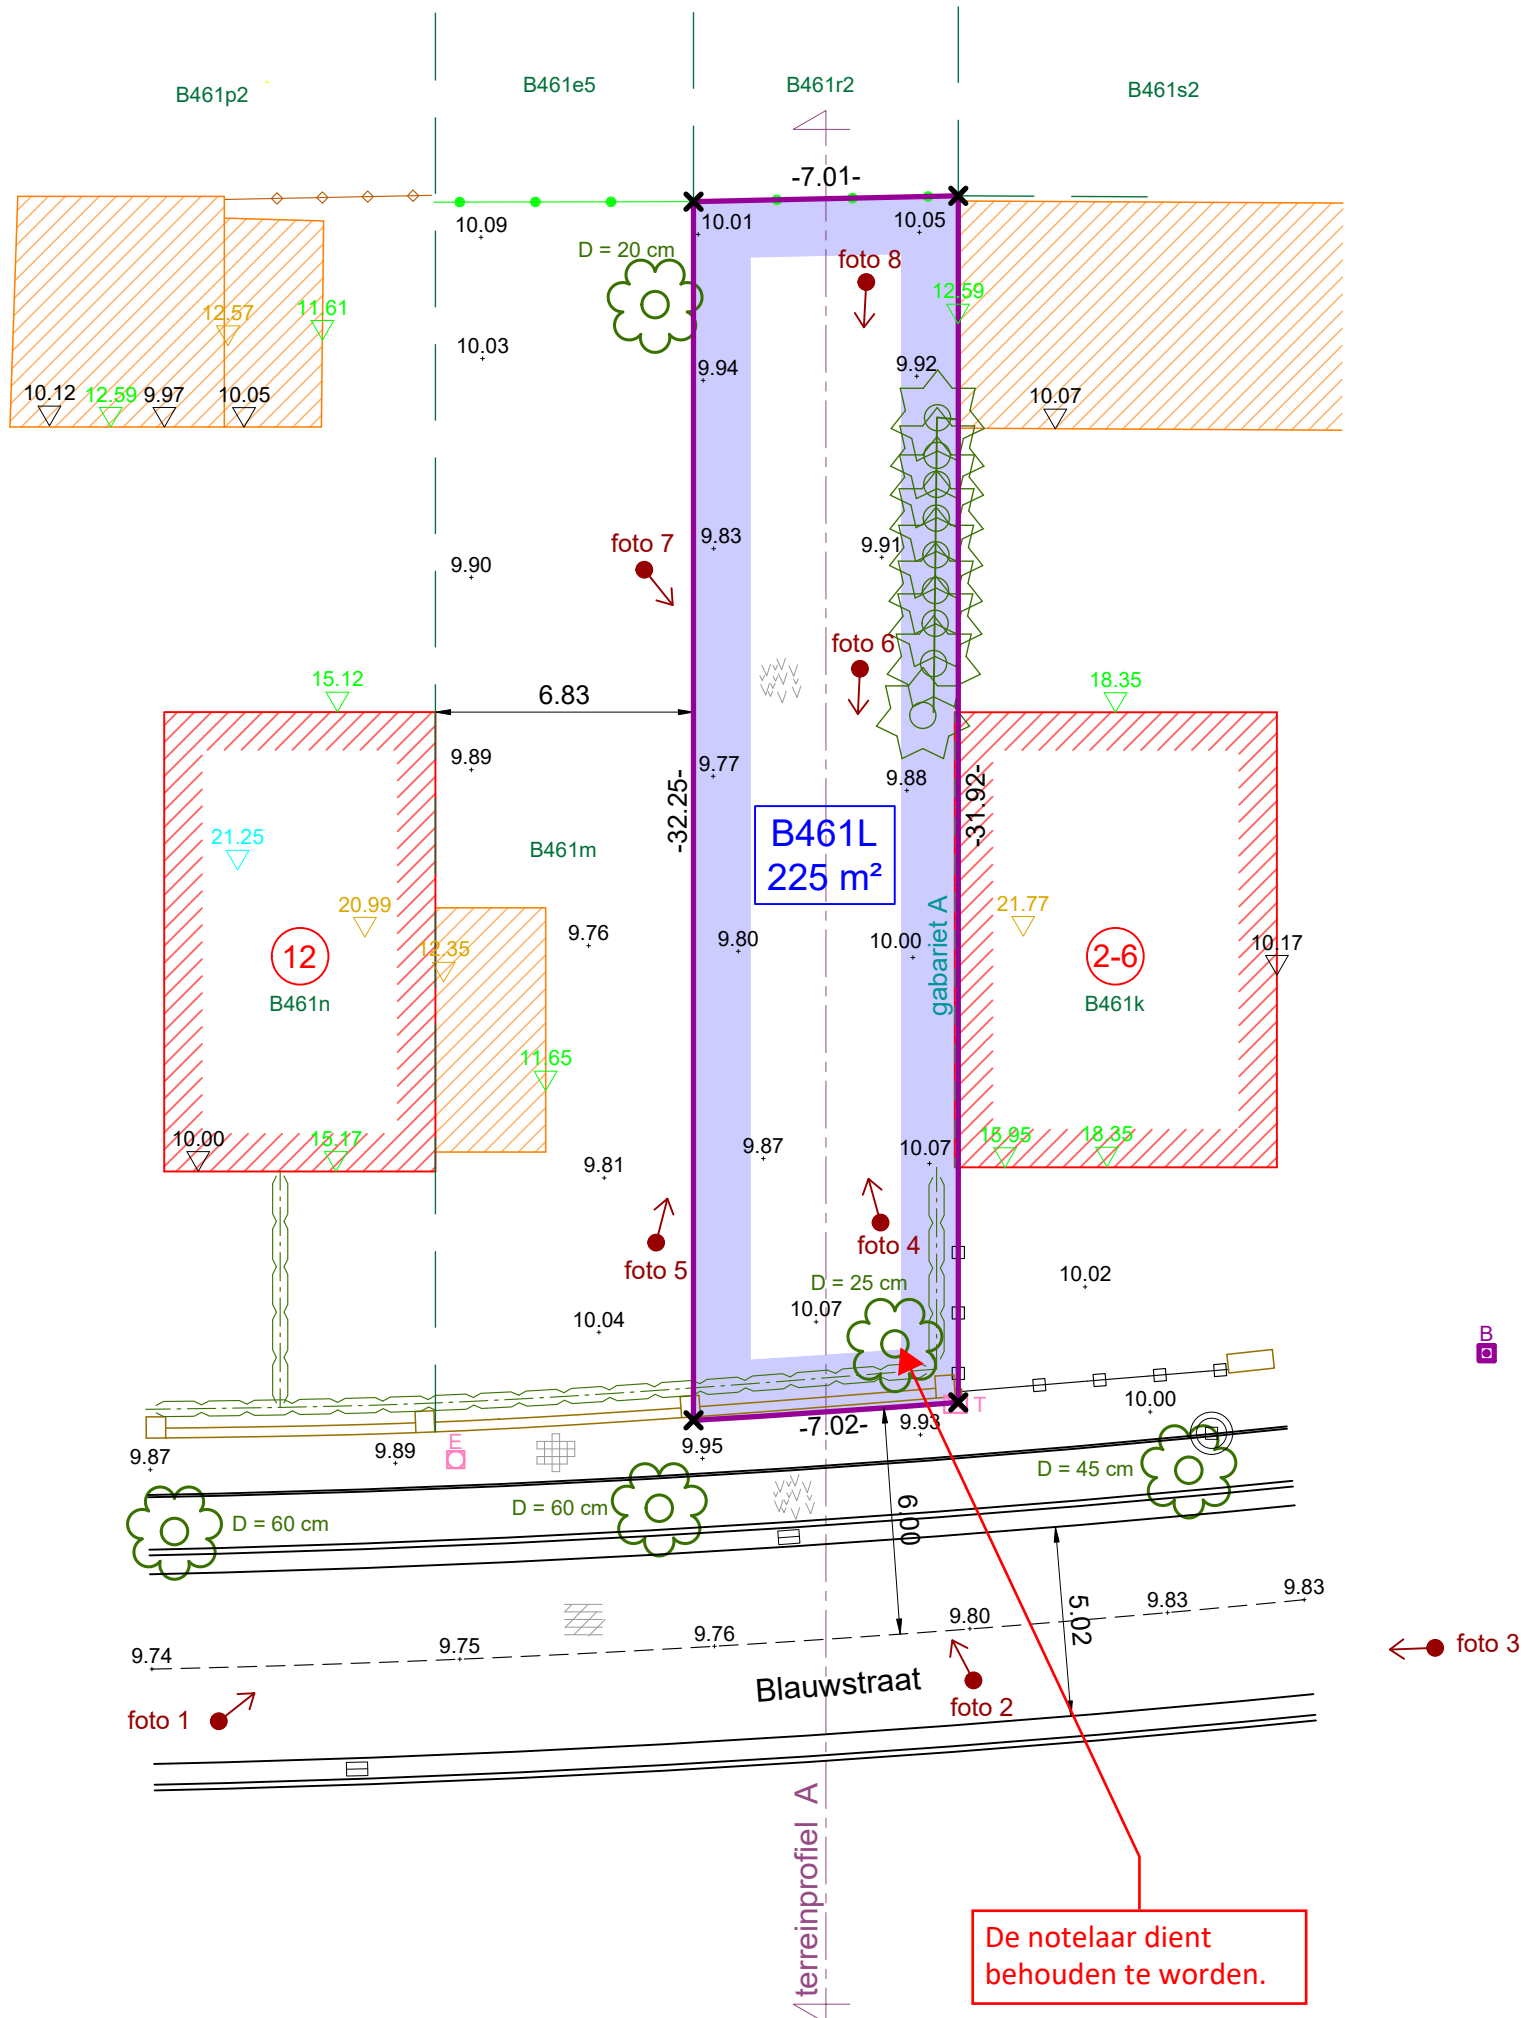 B461p2
B461e5
B461r2
B461s2
-7.01-
10.09
10.01
10.05
D = 20 cm
foto 8
12.57
11.61
12.59
10.03
9.94
9.92
10.12
12.59
9.97
10.05
10.07
foto 7
9.83
9.91
9.90
foto 6
15.12
6.83
18.35
9.89
9.77
9.88
-32.25-
-31.92-
21.25
B461m
B461L
225 m²
20.99
21.77
12.35
9.76
9.80
10.00
gabariet A
12
2-6
10.17
B461n
B461k
11.65
10.00
15.17
9.87
10.07
15.95
18.35
9.81
foto 5
foto 4
D = 25 cm
10.02
10.04
10.07
B
T
10.00
-7.02-
9.93
E
9.87
9.89
9.95
D = 45 cm
D = 60 cm
D = 60 cm
6.00
5.02
9.74
9.75
9.76
9.80
9.83
9.83
foto 3
Blauwstraat
foto 1
foto 2
terreinprofiel A
De notelaar dient
behouden te worden.